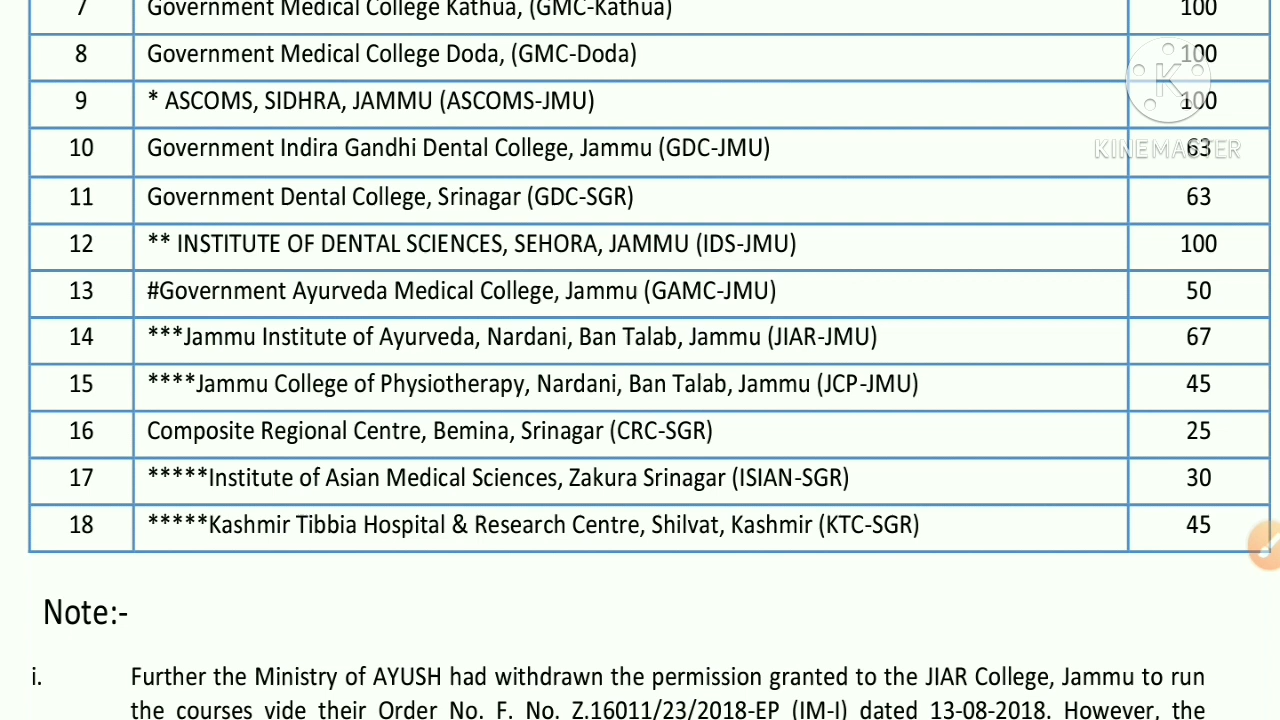 7 Government Medical College Kathua, (GMC-Kathua) 100
8 Government Medical College Doda, (GMC-Doda) 100
9 * ASCOMS, SIDHRA, JAMMU (ASCOMS-JMU) 100
10 Government Indira Gandhi Dental College, Jammu (GDC-JMU) 63
KINEMASTER
11 Government Dental College, Srinagar (GDC-SGR) 63
12 ** INSTITUTE OF DENTAL SCIENCES, SEHORA, JAMMU (IDS-JMU) 100
13 #Government Ayurveda Medical College, Jammu (GAMC-JMU) 50
14 ***Jammu Institute of Ayurveda, Nardani, Ban Talab, Jammu (JIAR-JMU) 67
15 ****Jammu College of Physiotherapy, Nardani, Ban Talab, Jammu (JCP-JMU) 45
16 Composite Regional Centre, Bemina, Srinagar (CRC-SGR) 25
17 *****Institute of Asian Medical Sciences, Zakura Srinagar (ISIAN-SGR) 30
18 *****Kashmir Tibbia Hospital & Research Centre, Shilvat, Kashmir (KTC-SGR) 45
Note:-
i. Further the Ministry of AYUSH had withdrawn the permission granted to the JIAR College, Jammu to run
the courses vide their Order No. F. No. Z.16011/23/2018-EP (IM-I) dated 13-08-2018. However, the